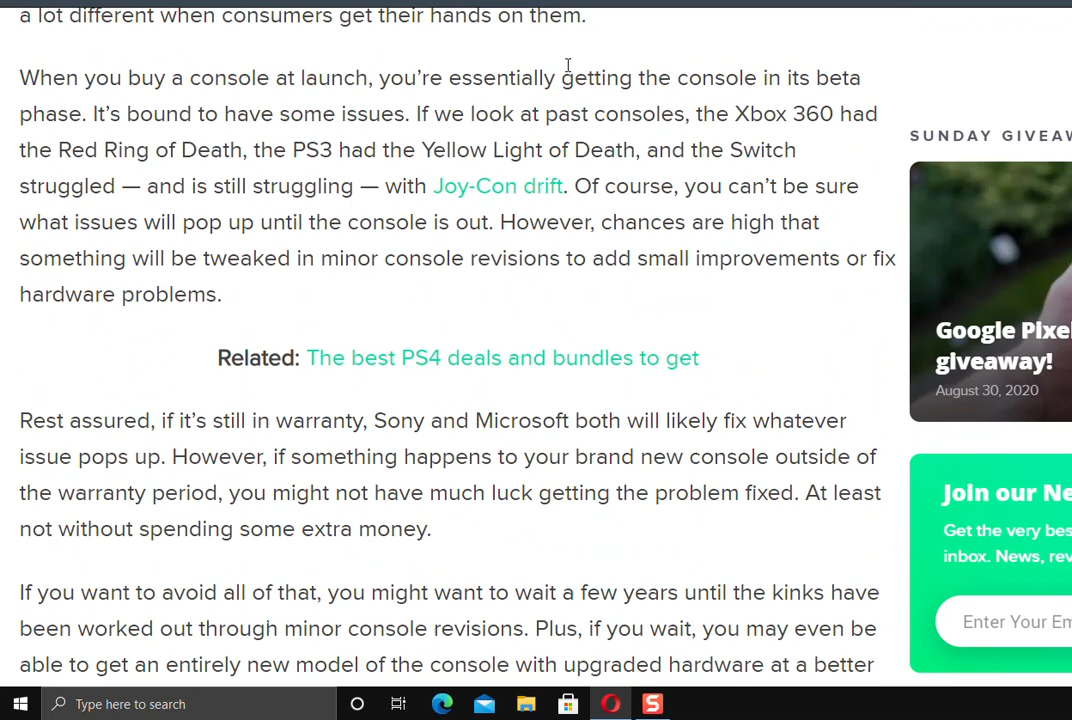 a lot different when consumers get their hands on them.
When you buy a console at launch, you’re essentially getting the console in its beta
phase. It’s bound to have some issues. If we look at past consoles, the Xbox 360 had
the Red Ring of Death, the PS3 had the Yellow Light of Death, and the Switch
struggled — and is still struggling — with Joy-Con drift. Of course, you can’t be sure
what issues will pop up until the console is out. However, chances are high that
something will be tweaked in minor console revisions to add small improvements or fix
hardware problems.
Related: The best PS4 deals and bundles to get
Rest assured, if it’s still in warranty, Sony and Microsoft both will likely fix whatever
issue pops up. However, if something happens to your brand new console outside of
the warranty period, you might not have much luck getting the problem fixed. At least
not without spending some extra money.
If you want to avoid all of that, you might want to wait a few years until the kinks have
been worked out through minor console revisions. Plus, if you wait, you may even be
able to get an entirely new model of the console with upgraded hardware at a better
SUNDAY GIVEAW
Google Pixe
giveaway!
August 30, 2020
Join our Ne
Get the very bes
inbox. News, rev
Enter Your Em
Type here to search